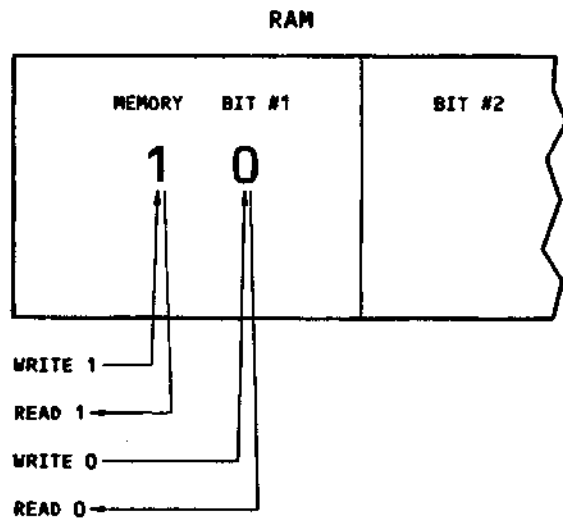 RAM
MEMORY BIT #1 BIT #2
1 0
WRITE 1
READ 1
WRITE 0
READ 0